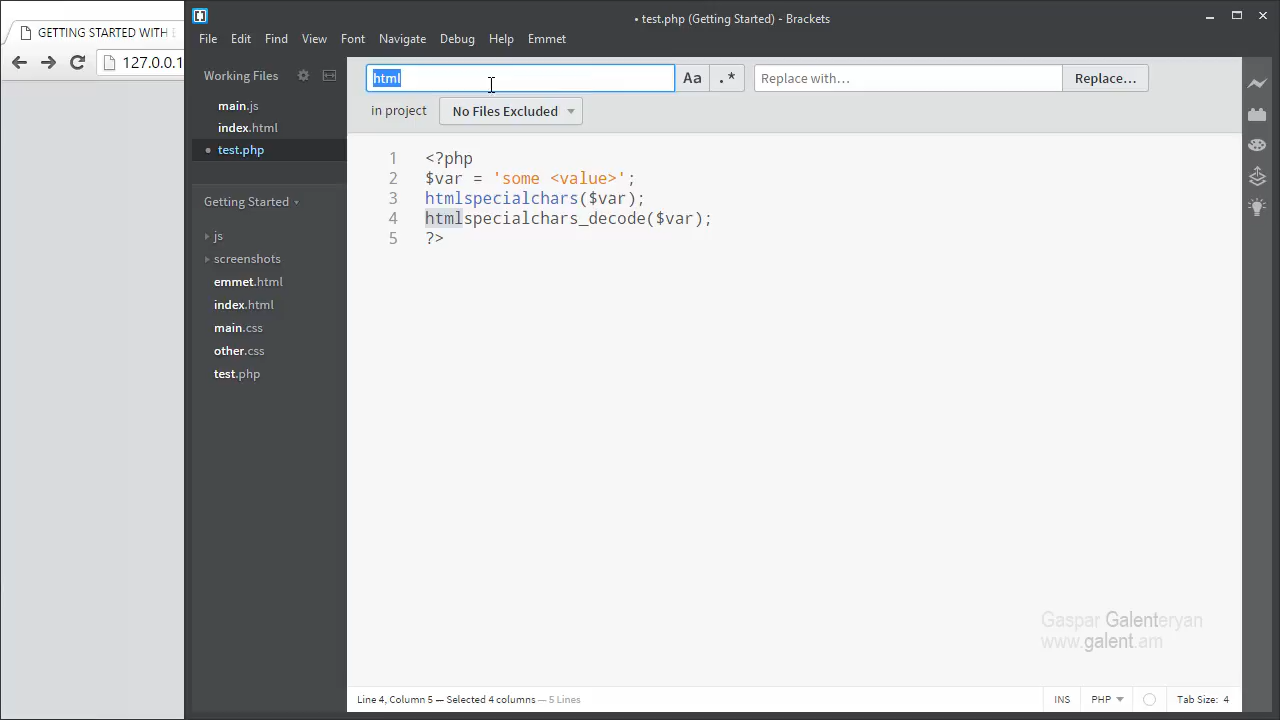 GETTING STARTED WITH
127.0.0.1
• test.php (Getting Started) - Brackets
File Edit Find View Font Navigate Debug Help Emmet
Working Files
main.js
index.html
• test.php
Getting Started
js
screenshots
emmet.html
index.html
main.css
other.css
test.php
html
Aa
.*
Replace with…
Replace…
in project
No Files Excluded
1 <?php
2 $var = 'some <value>';
3 htmlspecialchars($var);
4 htmlspecialchars_decode($var);
5 ?>
Gaspar Galenteryan
www.galent.am
Line 4, Column 5 — Selected 4 columns — 5 Lines
INS
PHP
Tab Size: 4